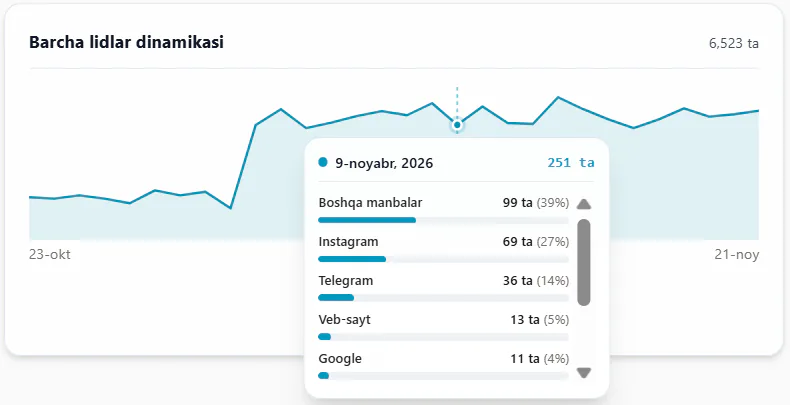 Barcha lidlar dinamikasi 6,523 ta
9-noyabr, 2026 251 ta
Boshqa manbalar 99 ta (39%)
Instagram 69 ta (27%)
23-okt 21-noy
Telegram 36 ta (14%)
Veb-sayt 13 ta (5%)
Google 11 ta (4%)